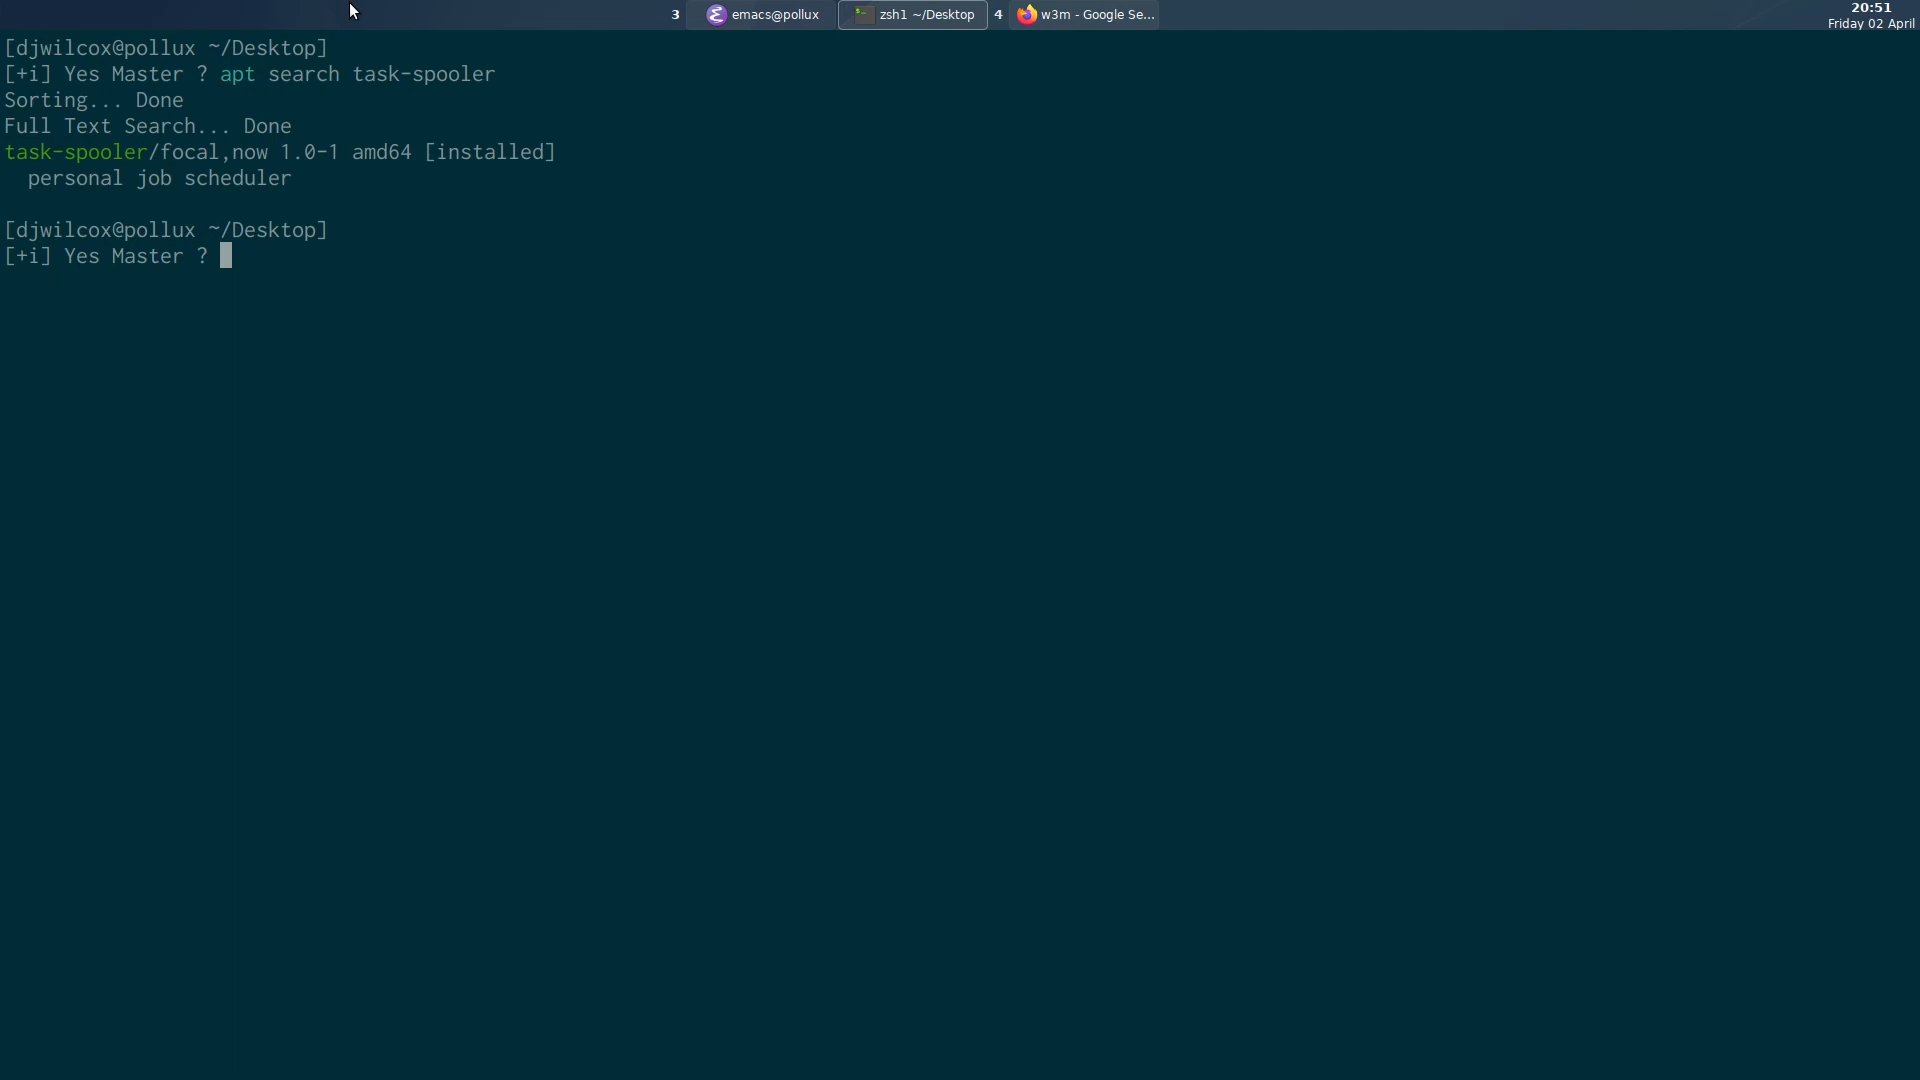 3 emacs@pollux zsh1 ~/Desktop 4 w3m - Google Se... 20:51
Friday 02 April
[djwilcox@pollux ~/Desktop]
[+i] Yes Master ? apt search task-spooler
Sorting... Done
Full Text Search... Done
task-spooler/focal,now 1.0-1 amd64 [installed]
  personal job scheduler
[djwilcox@pollux ~/Desktop]
[+i] Yes Master ?